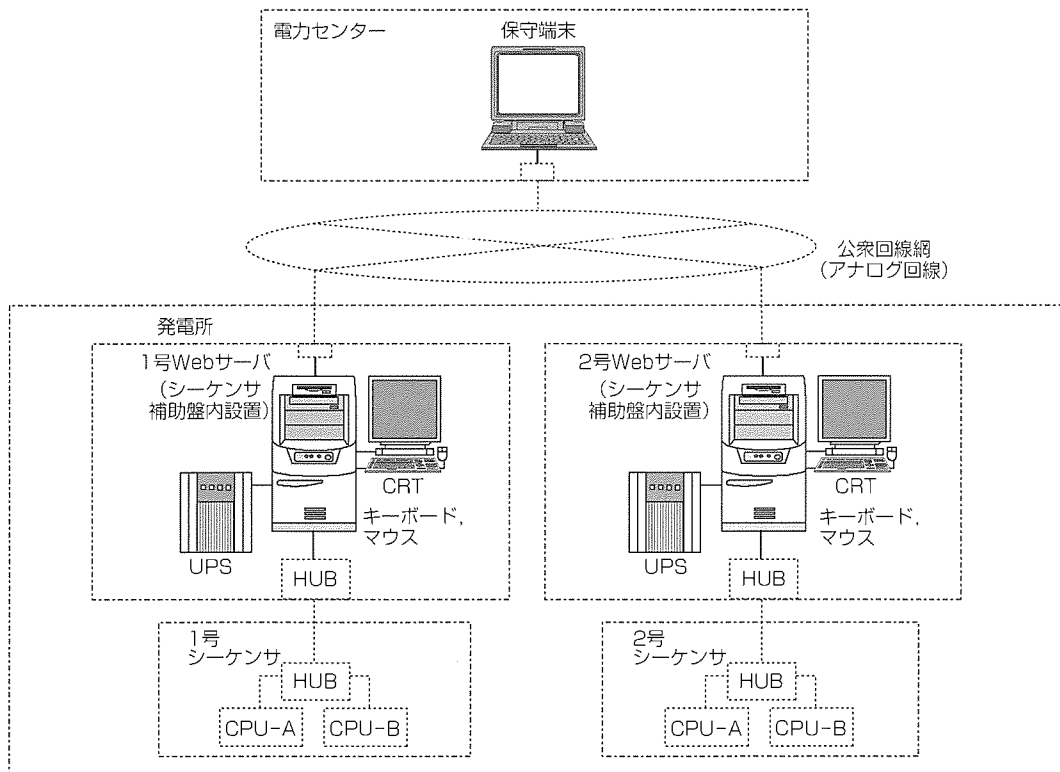 電力センター
保守端末
公衆回線網
(アナログ回線)
発電所
1号Webサーバ
(シーケンサ
補助盤内設置)
CRT
キーボード,
マウス
UPS
HUB
2号Webサーバ
(シーケンサ
補助盤内設置)
CRT
キーボード,
マウス
UPS
HUB
1号
シーケンサ
HUB
CPU-A
CPU-B
2号
シーケンサ
HUB
CPU-A
CPU-B